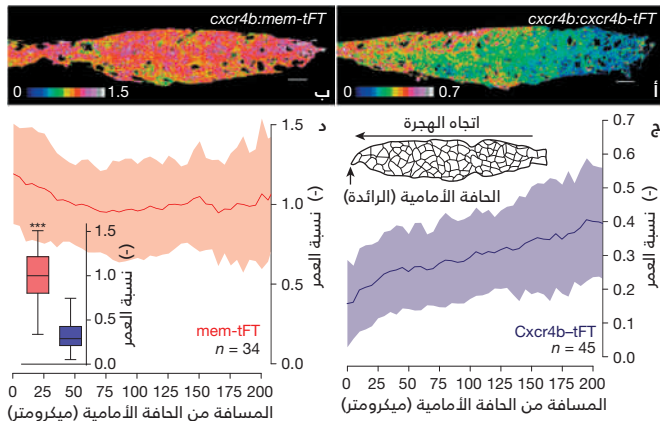 cxcr4b:cxcr4b-tFT
0 0.7
أ
cxcr4b:mem-tFT
0 1.5
ب
ج
اتجاه الهجرة
الحافة الأمامية (الرائدة)
0.7
0.6
0.5
0.4
0.3
0.2
0.1
0.0
نسبة العمر (-)
Cxcr4b–tFT
n = 45
0 25 50 75 100 125 150 175 200
المسافة من الحافة الأمامية (ميكرومتر)
د
1.5
1.0
0.5
0.0
نسبة العمر (-)
***
1.5
1.0
0.5
0.0
نسبة العمر (-)
mem-tFT
n = 34
0 25 50 75 100 125 150 175 200
المسافة من الحافة الأمامية (ميكرومتر)